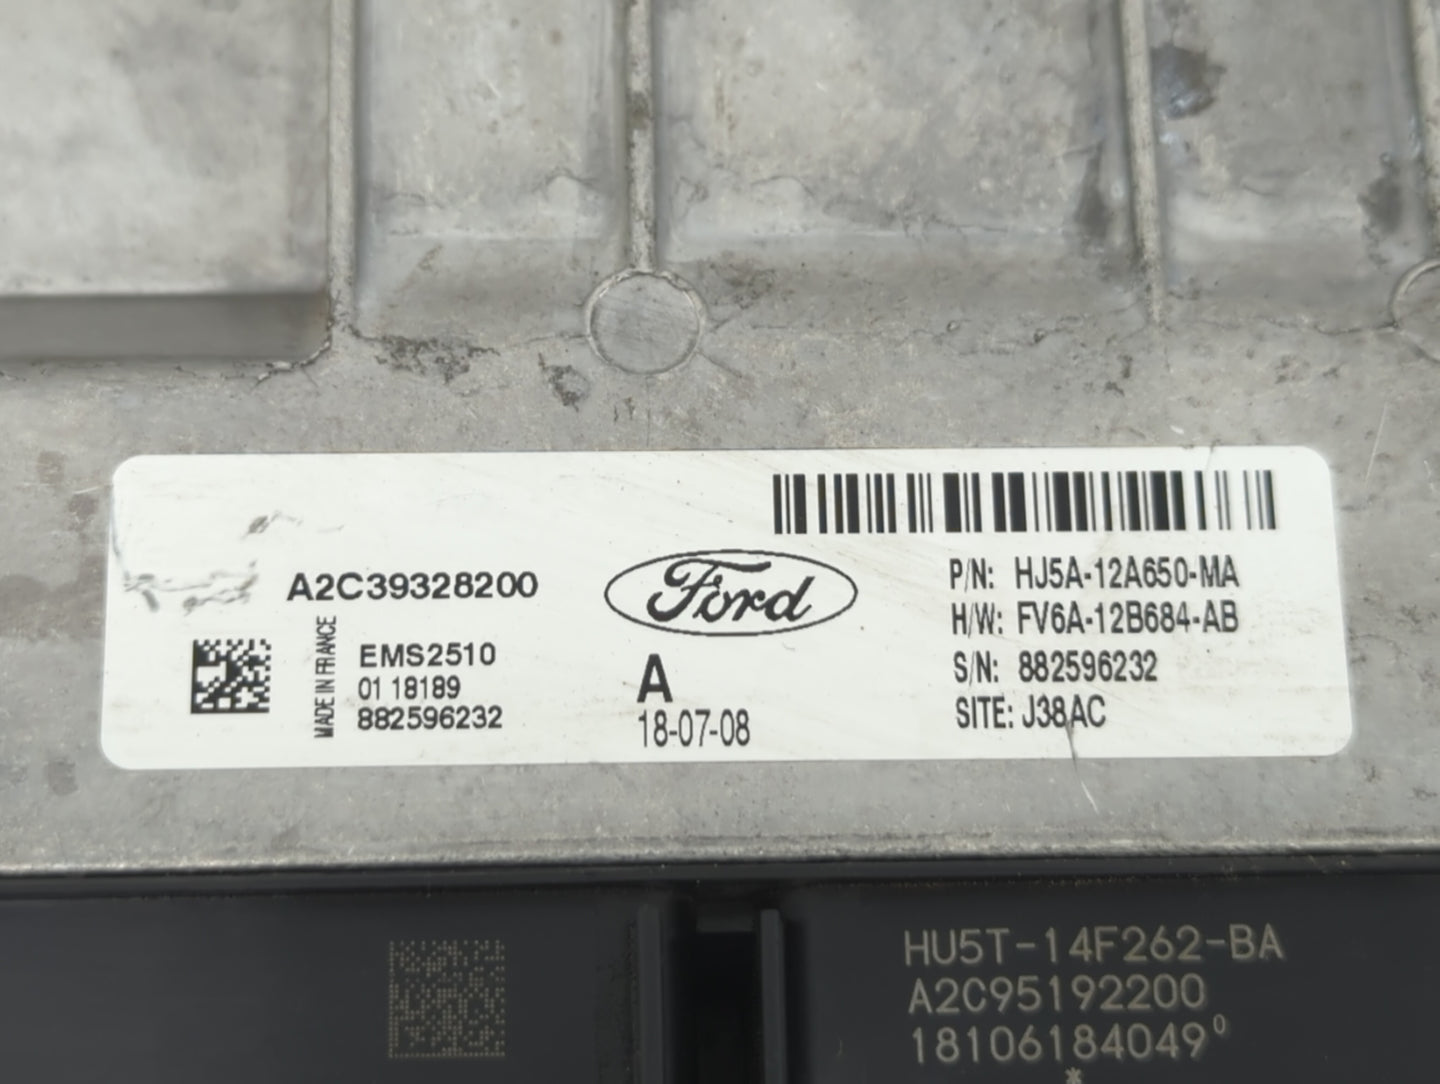 A2C39328200
MADE IN FRANCE
EMS2510
01 18189
882596232
Ford
A
18-07-08
P/N: HJ5A-12A650-MA
H/W: FV6A-12B684-AB
S/N: 882596232
SITE: J38AC
HU5T-14F262-BA
A2C95192200
18106184049⁰
*